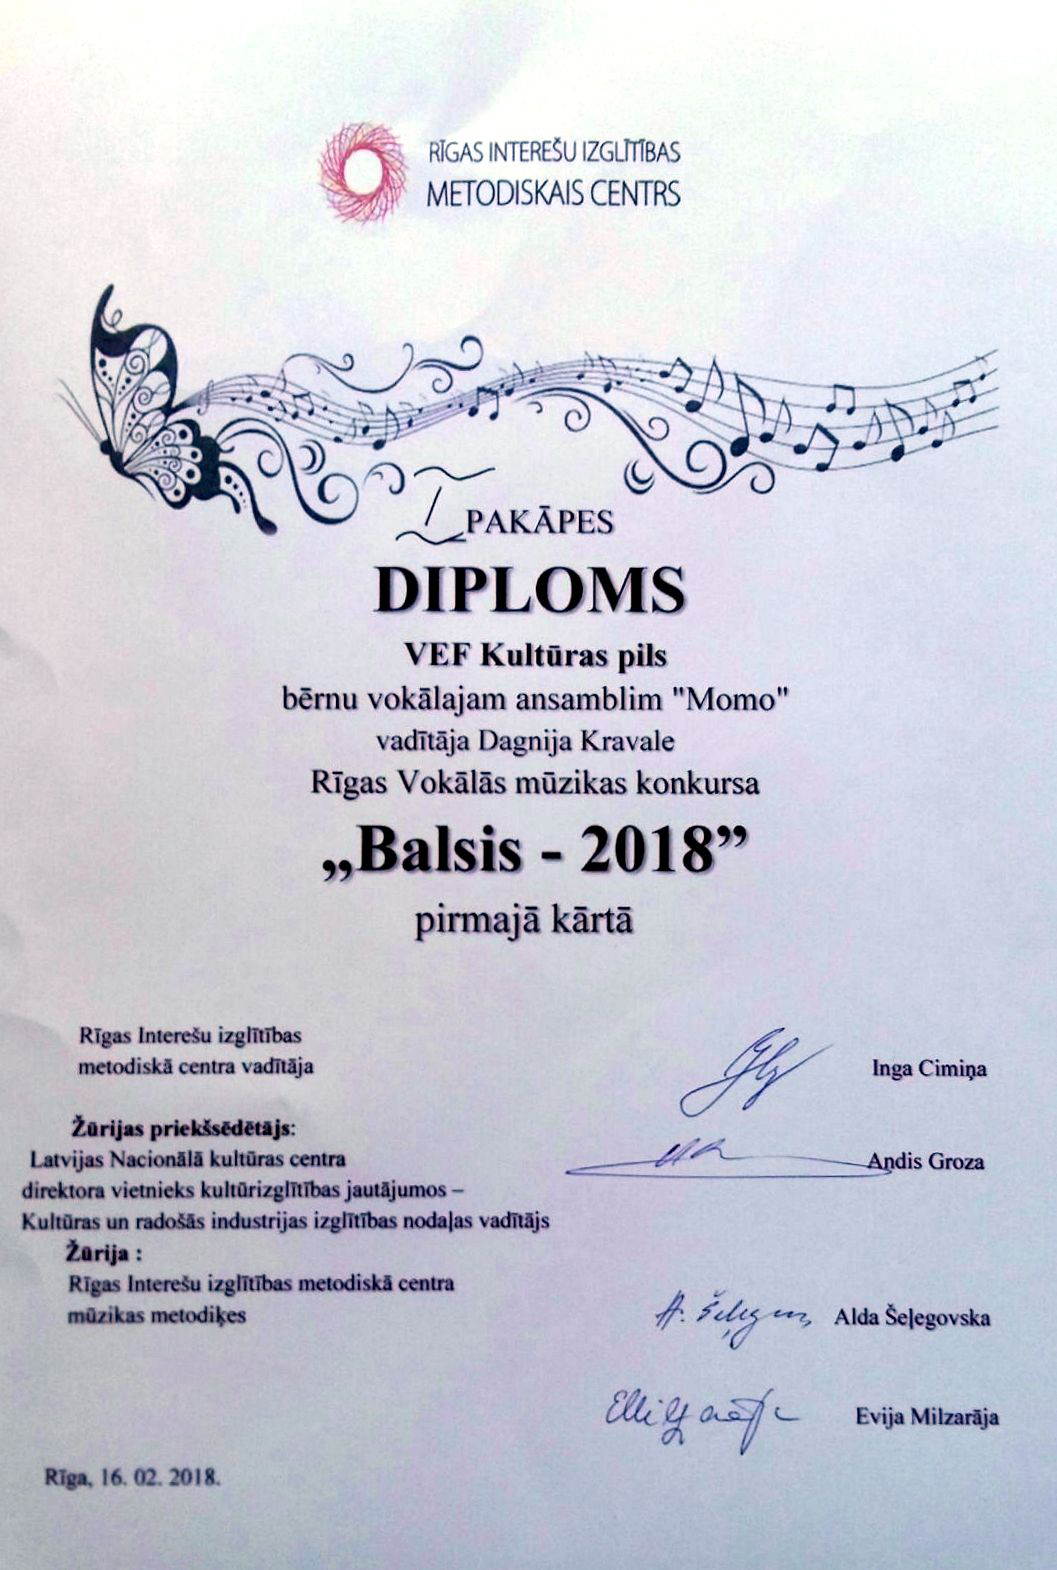 RĪGAS INTEREŠU IZGLĪTĪBAS
METODISKAIS CENTRS
I PAKĀPES
DIPLOMS
VEF Kultūras pils
bērnu vokālajam ansamblim "Momo"
vadītāja Dagnija Kravale
Rīgas Vokālās mūzikas konkursa
„Balsis - 2018”
pirmajā kārtā
Rīgas Interešu izglītības
metodiskā centra vadītāja
Inga Cimiņa
Žūrijas priekšsēdētājs:
Latvijas Nacionālā kultūras centra
Andis Groza
direktora vietnieks kultūrizglītības jautājumos –
Kultūras un radošās industrijas izglītības nodaļas vadītājs
Žūrija :
Rīgas Interešu izglītības metodiskā centra
mūzikas metodiķes
Alda Šeļegovska
Evija Milzarāja
Rīga, 16. 02. 2018.